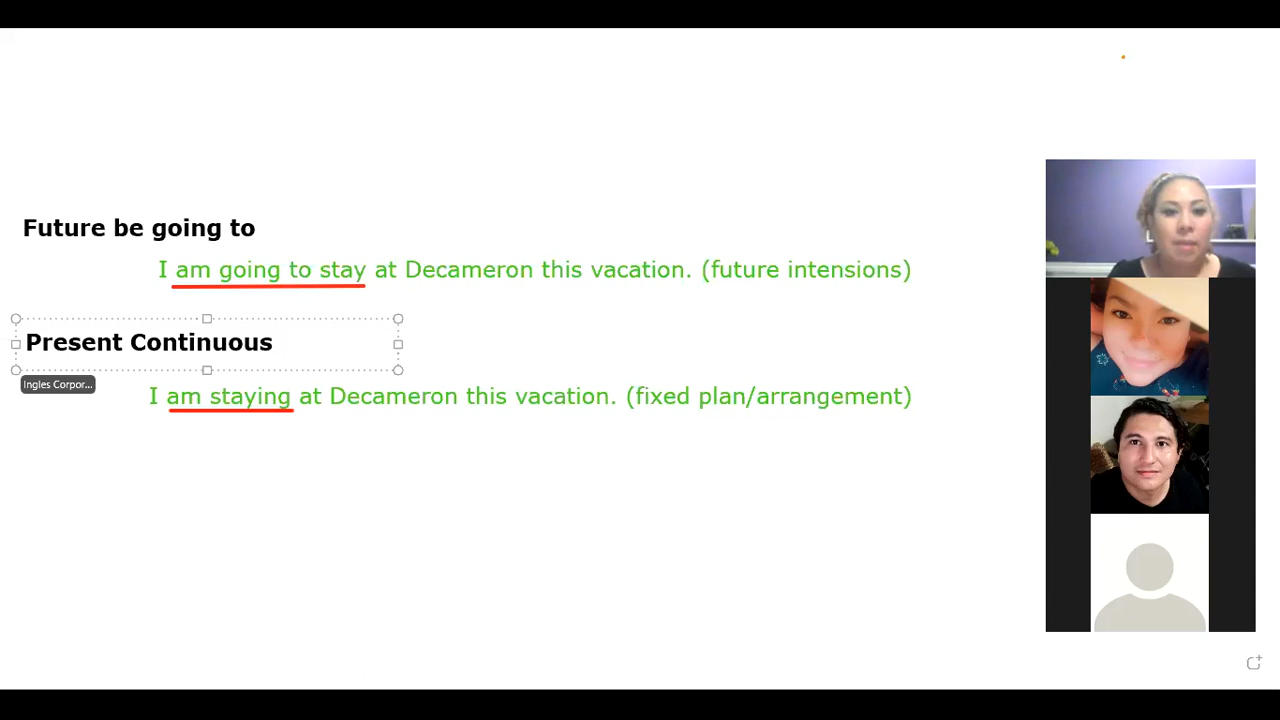 Future be going to
I am going to stay at Decameron this vacation. (future intensions)
Present Continuous
Ingles Corpor...
I am staying at Decameron this vacation. (fixed plan/arrangement)